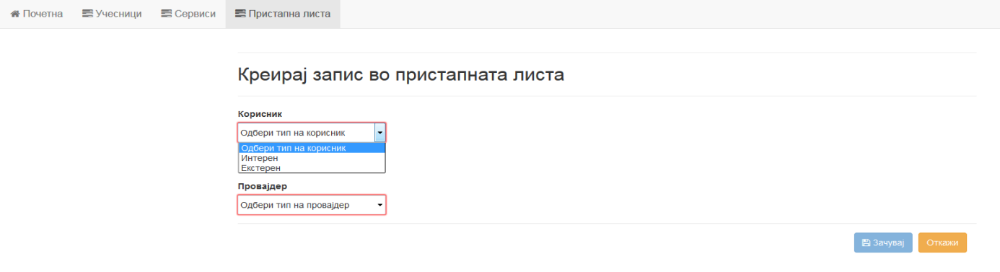 Почетна Учесници Сервиси Пристапна листа
Креирај запис во пристапната листа
Корисник
Одбери тип на корисник
Одбери тип на корисник
Интерен
Екстерен
Провајдер
Одбери тип на провајдер
Зачувај Откажи